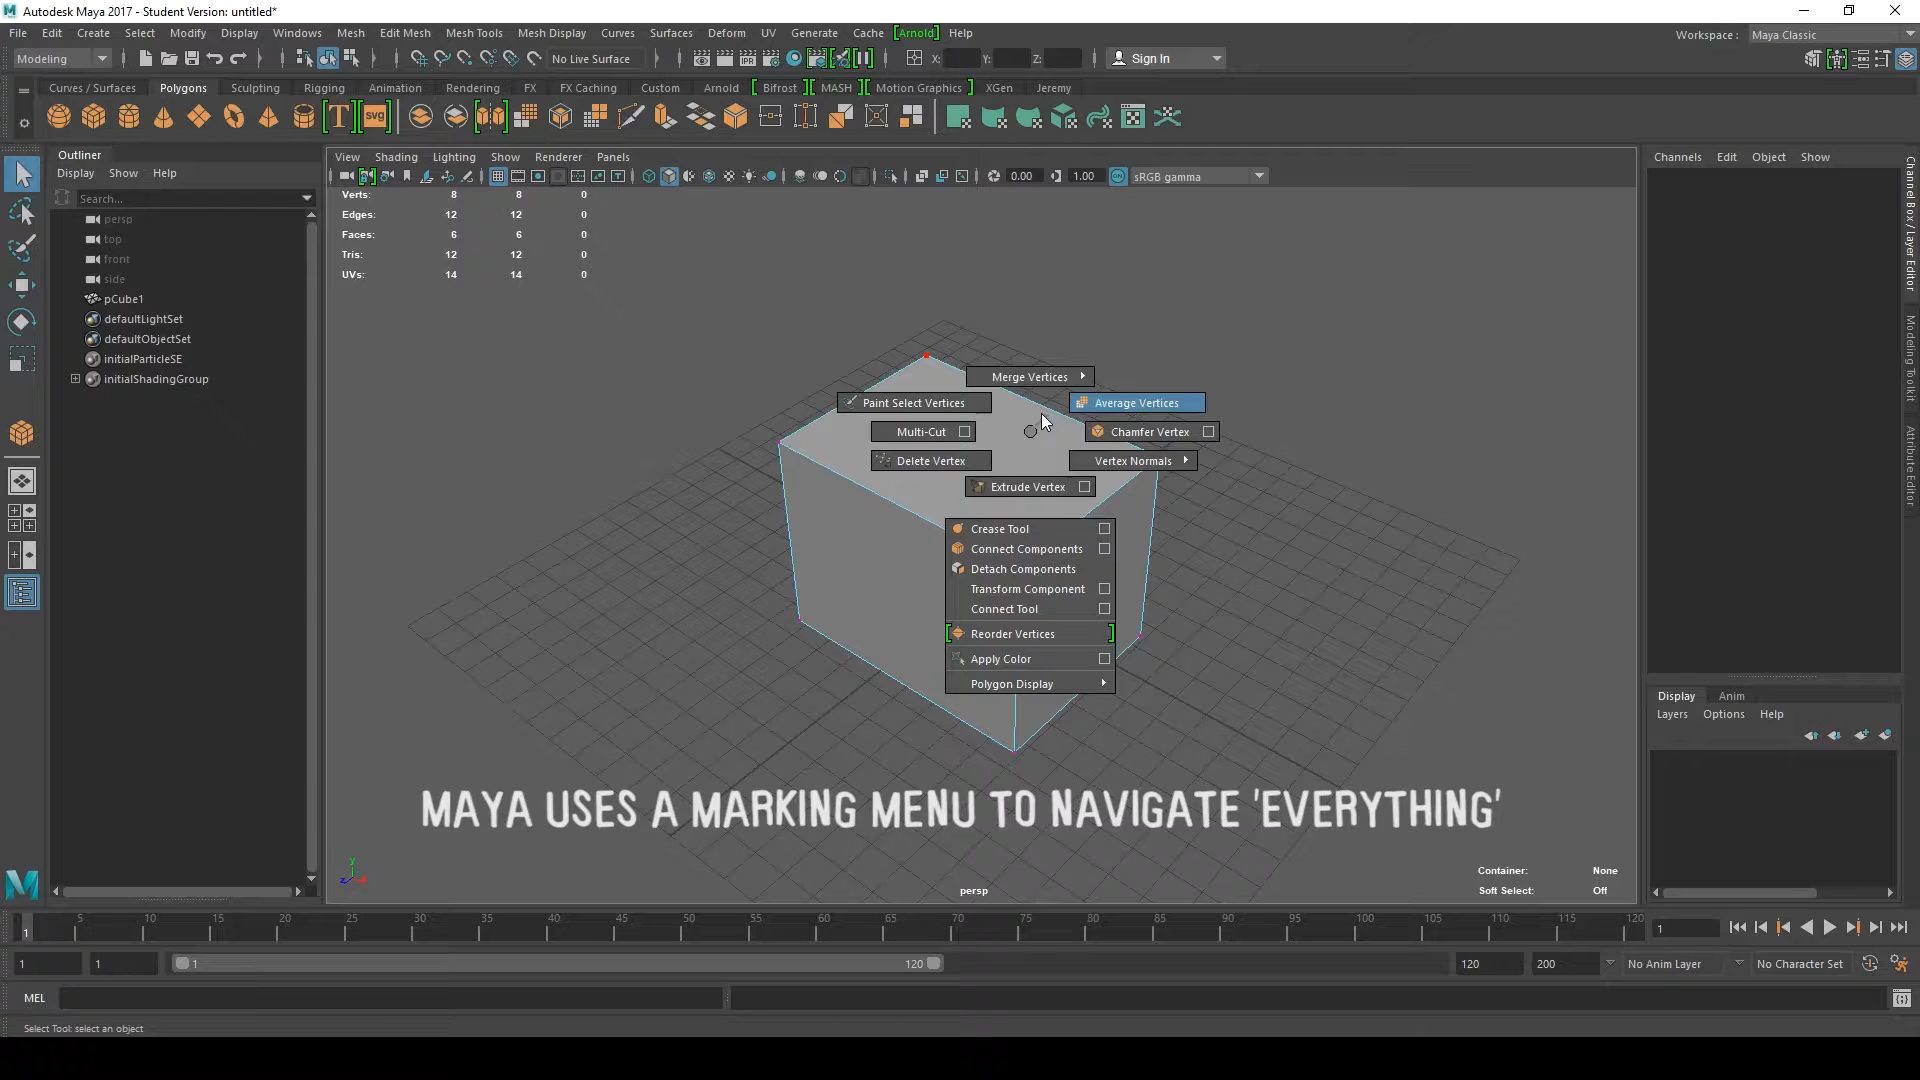 Autodesk Maya 2017 - Student Version: untitled*
File Edit Create Select Modify Display Windows Mesh Edit Mesh Mesh Tools Mesh Display Curves Surfaces Deform UV Generate Cache [Arnold] Help
Workspace : Maya Classic
Modeling No Live Surface IPR X: Y: Z: Sign In
Curves / Surfaces Polygons Sculpting Rigging Animation Rendering FX FX Caching Custom Arnold [ Bifrost ] [ MASH ] [ Motion Graphics ] XGen Jeremy
T SVG
Outliner
Display Show Help
Search...
persp
top
front
side
pCube1
defaultLightSet
defaultObjectSet
initialParticleSE
initialShadingGroup
View Shading Lighting Show Renderer Panels
0.00 1.00 ON sRGB gamma
Verts: 8 8 0
Edges: 12 12 0
Faces: 6 6 0
Tris: 12 12 0
UVs: 14 14 0
Merge Vertices
Paint Select Vertices Average Vertices
Multi-Cut Chamfer Vertex
Delete Vertex Vertex Normals
Extrude Vertex
Crease Tool
Connect Components
Detach Components
Transform Component
Connect Tool
Reorder Vertices
Apply Color
Polygon Display
MAYA USES A MARKING MENU TO NAVIGATE 'EVERYTHING'
y
z
persp
Container: None
Soft Select: Off
Channels Edit Object Show
Channel Box / Layer Editor
Modeling Toolkit
Attribute Editor
Display Anim
Layers Options Help
1 5 10 15 20 25 30 35 40 45 50 55 60 65 70 75 80 85 90 95 100 105 110 115 120
1
1 1 1 120 120 200 No Anim Layer No Character Set
MEL
Select Tool: select an object